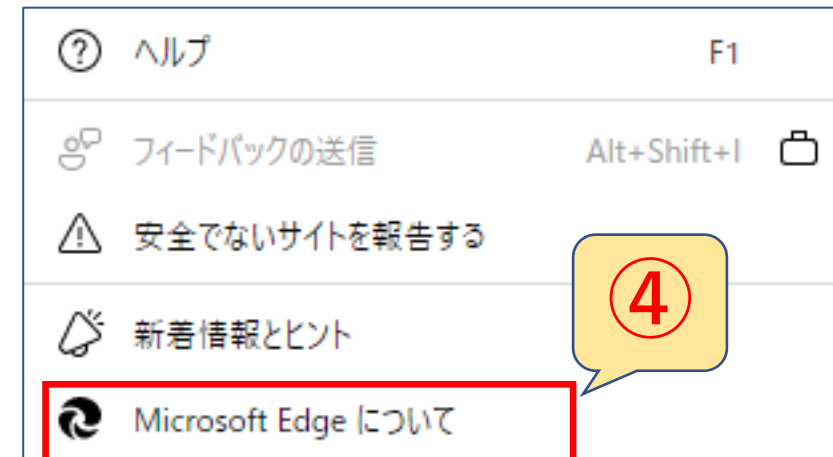 ヘルプ F1
フィードバックの送信 Alt+Shift+I
安全でないサイトを報告する
④
新着情報とヒント
Microsoft Edge について